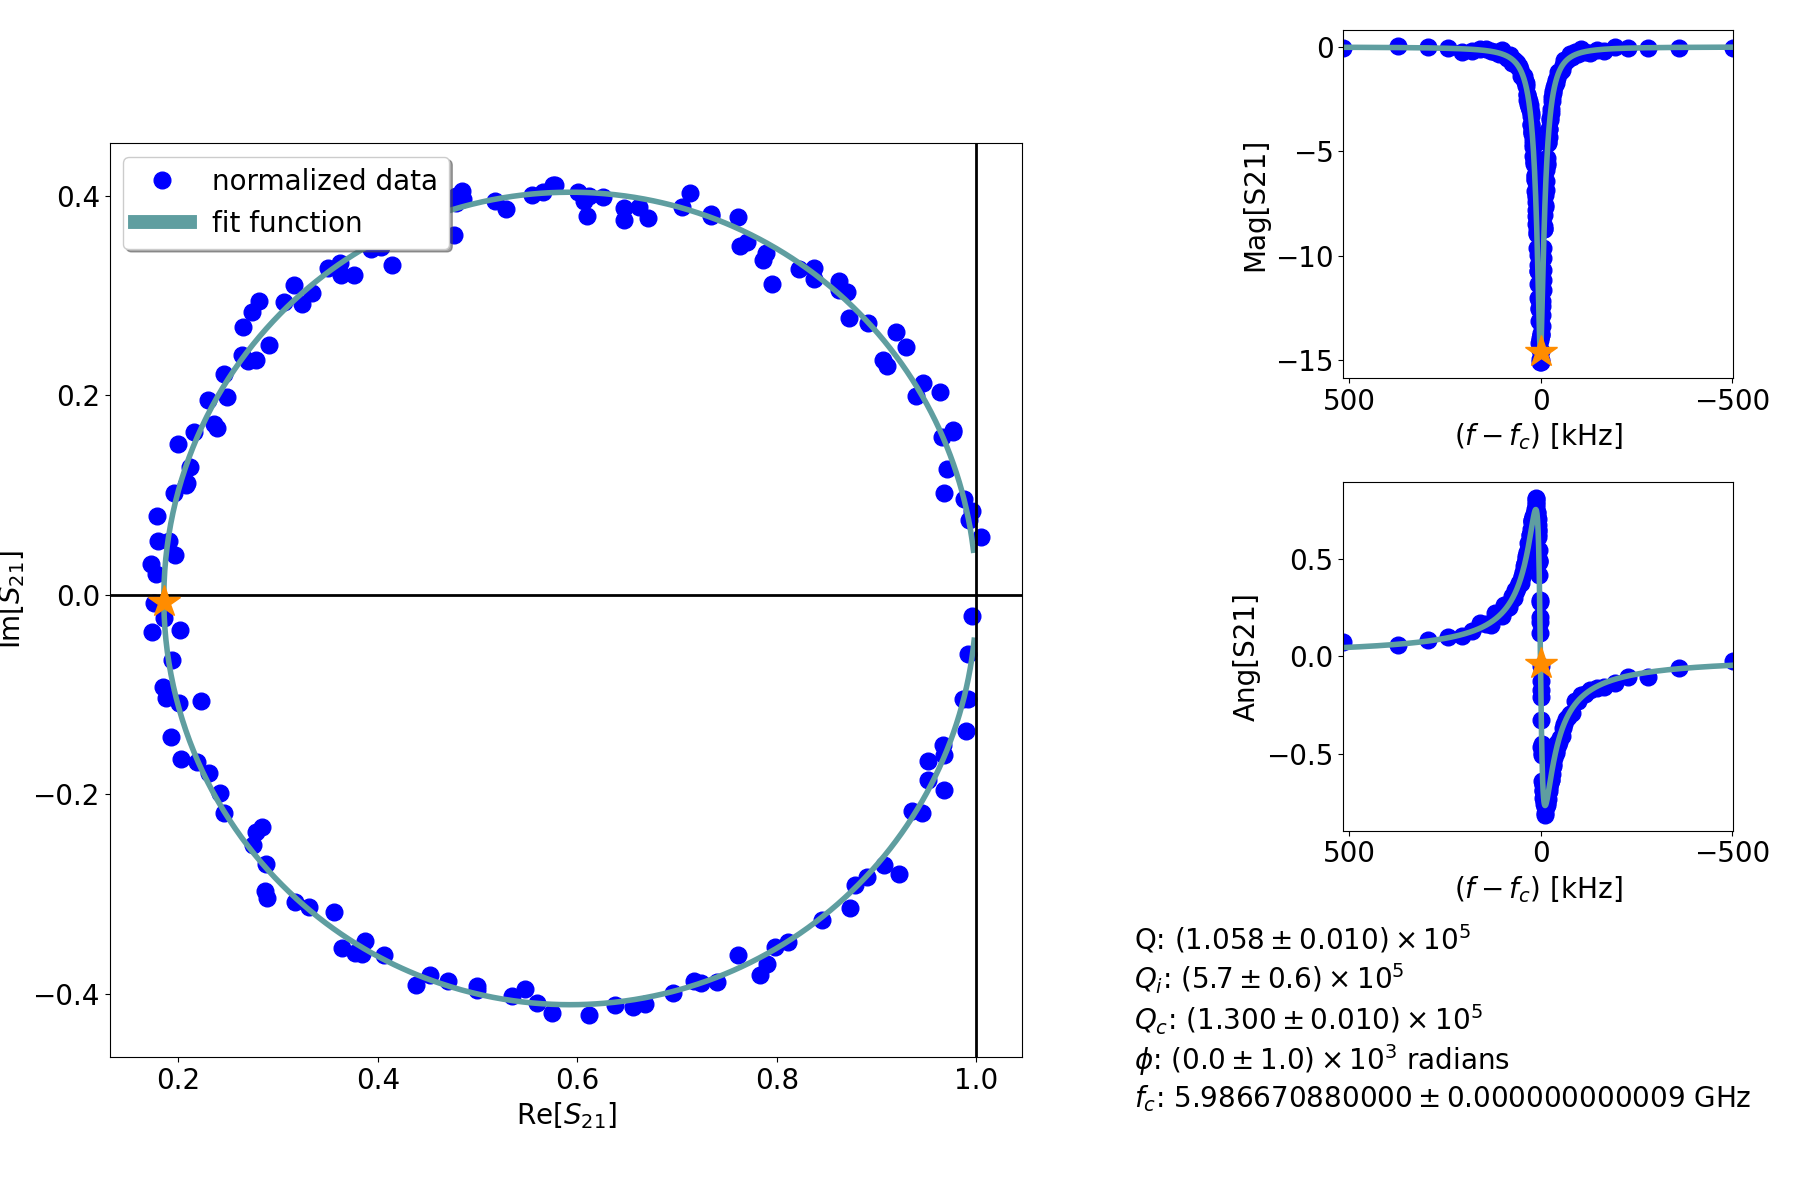 normalized data
fit function
0.4
0.2
0.0
−0.2
−0.4
Im[S21]
0.2 0.4 0.6 0.8 1.0
Re[S21]
0
−5
−10
−15
Mag[S21]
500 0 −500
(f − fc) [kHz]
0.5
0.0
−0.5
Ang[S21]
500 0 −500
(f − fc) [kHz]
Q: (1.058 ± 0.010) × 10^5
Qi: (5.7 ± 0.6) × 10^5
Qc: (1.300 ± 0.010) × 10^5
ϕ: (0.0 ± 1.0) × 10^3 radians
fc: 5.986670880000 ± 0.000000000009 GHz